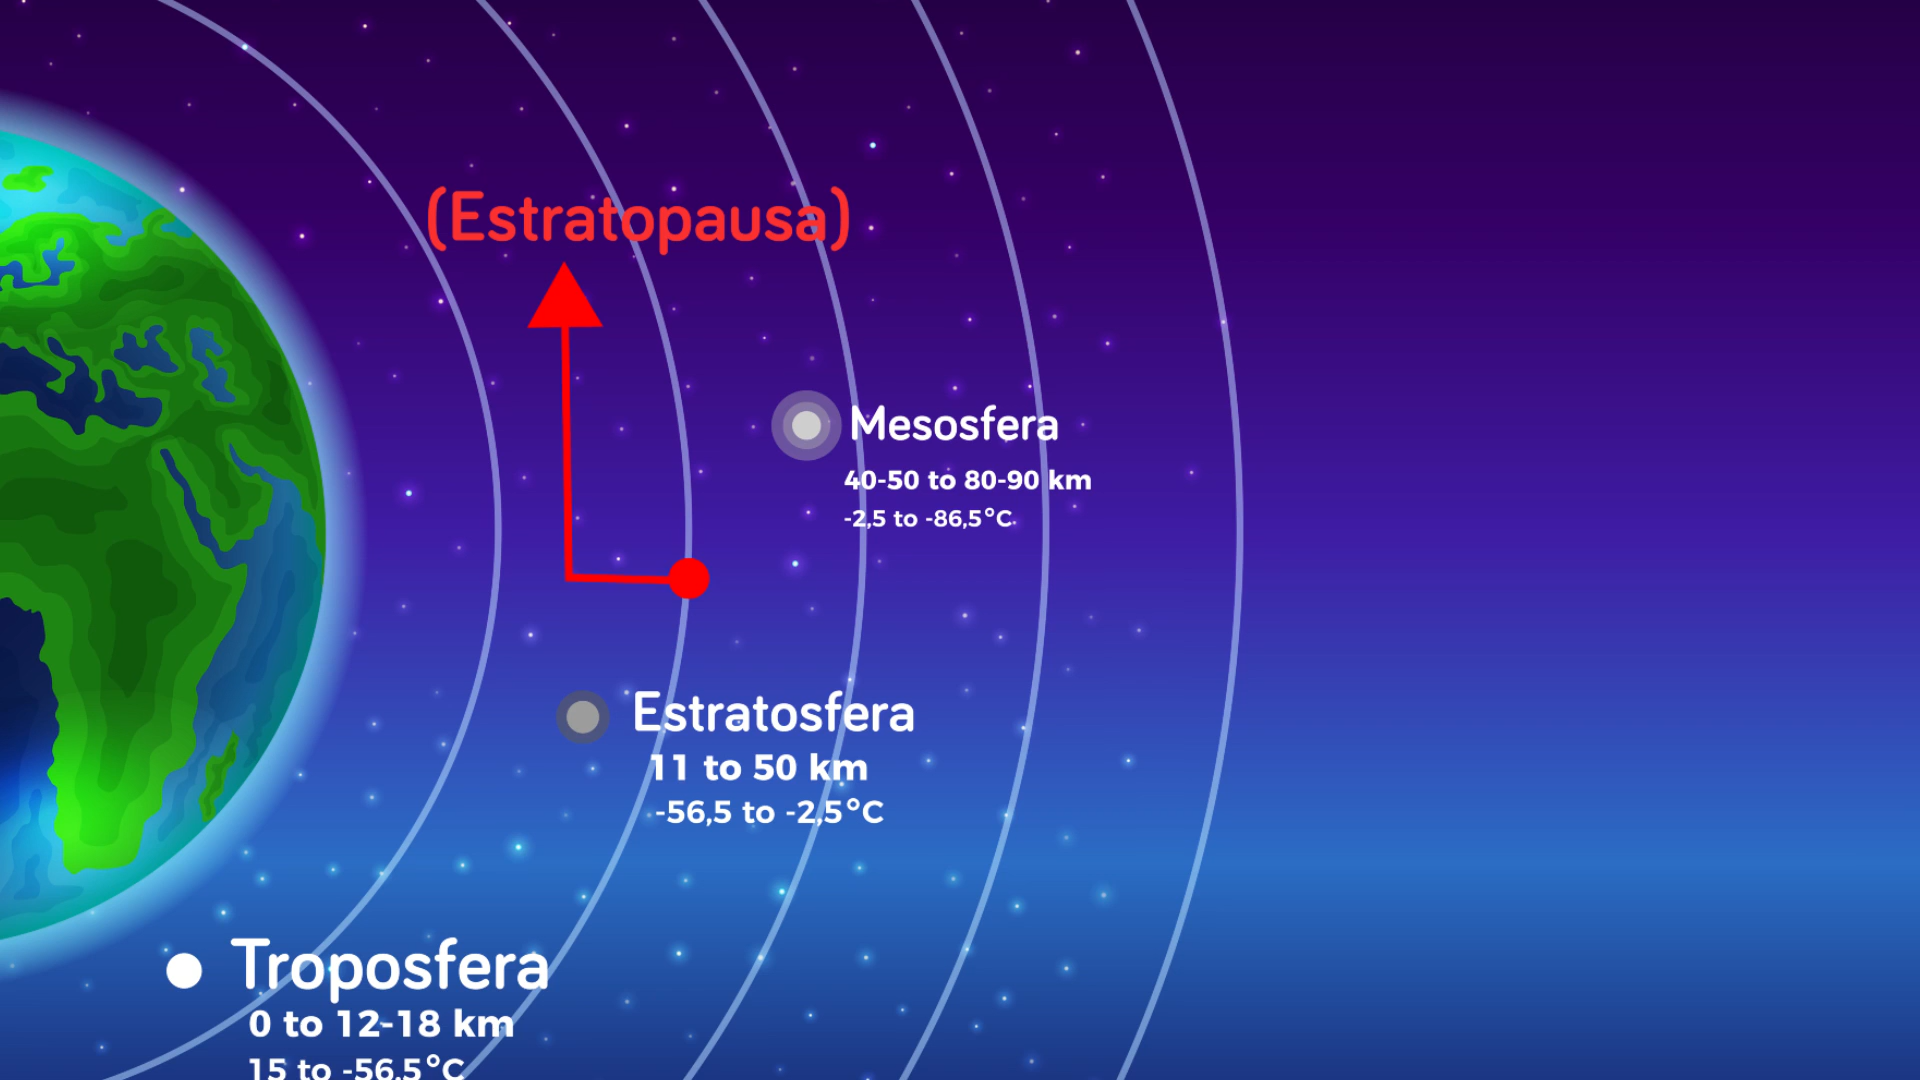 (Estratopausa)
Mesosfera
40-50 to 80-90 km
-2,5 to -86,5°C
Estratosfera
11 to 50 km
-56,5 to -2,5°C
Troposfera
0 to 12-18 km
15 to -56,5°C